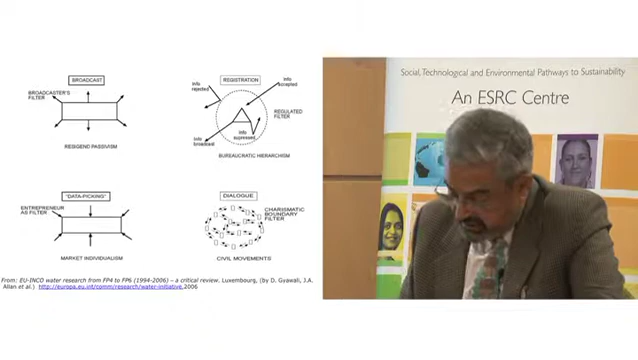 BROADCAST
BROADCASTER'S
FILTER
RESIGEND PASSIVISM
REGISTRATION
info
rejected
info
accepted
REGULATED
FILTER
info
supressed
info
broadcast
BUREAUCRATIC HIERARCHISM
"DATA-PICKING"
ENTREPRENEUR
AS FILTER
MARKET INDIVIDUALISM
DIALOGUE
CHARISMATIC
BOUNDARY
FILTER
CIVIL MOVEMENTS
From: EU-INCO water research from FP4 to FP6 (1994-2006) – a critical review. Luxembourg, (by D. Gyawali, J.A.
Allan et al.) http://europa.eu.int/comm/research/water-initiative,2006
Social, Technological and Environmental Pathways to Sustainability
An ESRC Centre